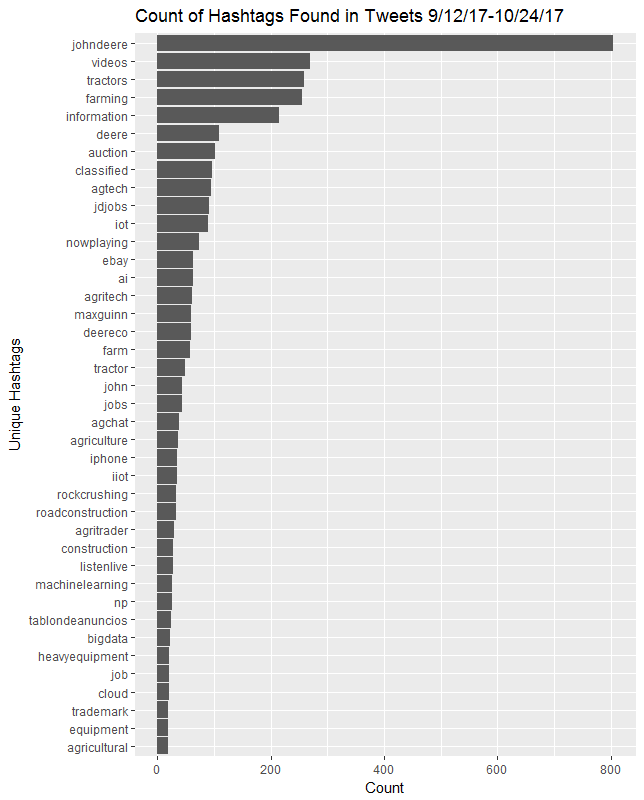 Count of Hashtags Found in Tweets 9/12/17-10/24/17
johndeere
videos
tractors
farming
information
deere
auction
classified
agtech
jdjobs
iot
nowplaying
ebay
ai
agritech
maxguinn
deereco
farm
tractor
john
jobs
agchat
agriculture
iphone
iiot
rockcrushing
roadconstruction
agritrader
construction
listenlive
machinelearning
np
tablondeanuncios
bigdata
heavyequipment
job
cloud
trademark
equipment
agricultural
Unique Hashtags
0 200 400 600 800
Count